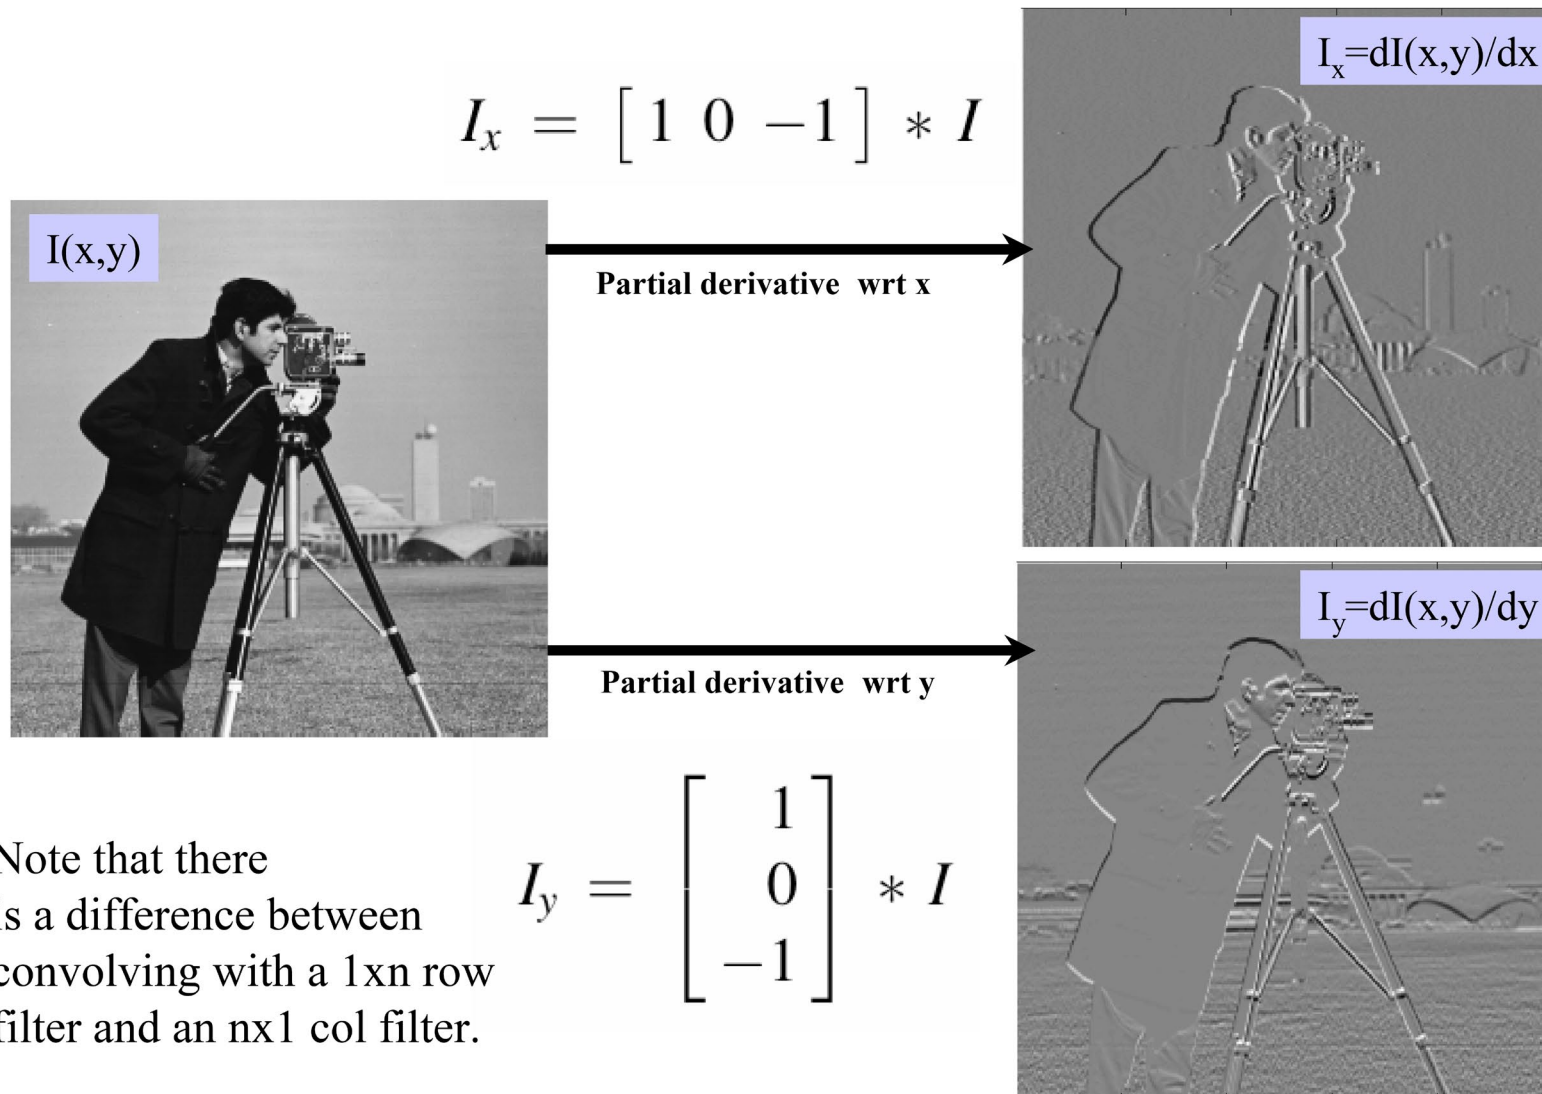 I_x = [ 1 0 −1 ] * I
I_x=dI(x,y)/dx
I(x,y)
Partial derivative wrt x
I_y=dI(x,y)/dy
Partial derivative wrt y
I_y = [ 1
0
−1 ] * I
Note that there
is a difference between
convolving with a 1xn row
filter and an nx1 col filter.